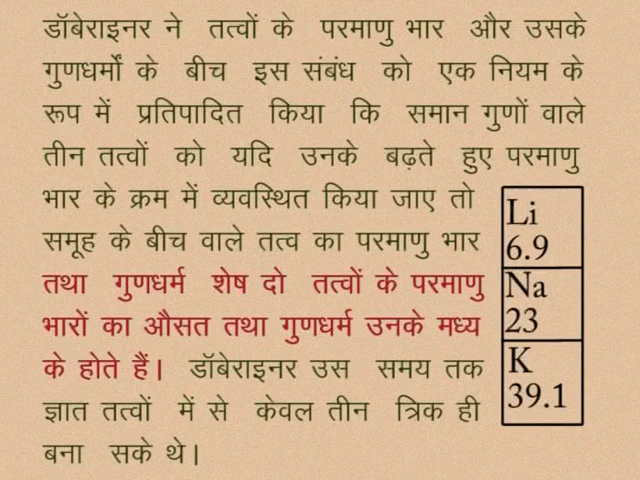 डॉबेराइनर ने तत्वों के परमाणु भार और उसके
गुणधर्मों के बीच इस संबंध को एक नियम के
रूप में प्रतिपादित किया कि समान गुणों वाले
तीन तत्वों को यदि उनके बढ़ते हुए परमाणु
भार के क्रम में व्यवस्थित किया जाए तो
समूह के बीच वाले तत्व का परमाणु भार
तथा गुणधर्म शेष दो तत्वों के परमाणु
भारों का औसत तथा गुणधर्म उनके मध्य
के होते हैं। डॉबेराइनर उस समय तक
ज्ञात तत्वों में से केवल तीन त्रिक ही
बना सके थे।
Li
6.9
Na
23
K
39.1